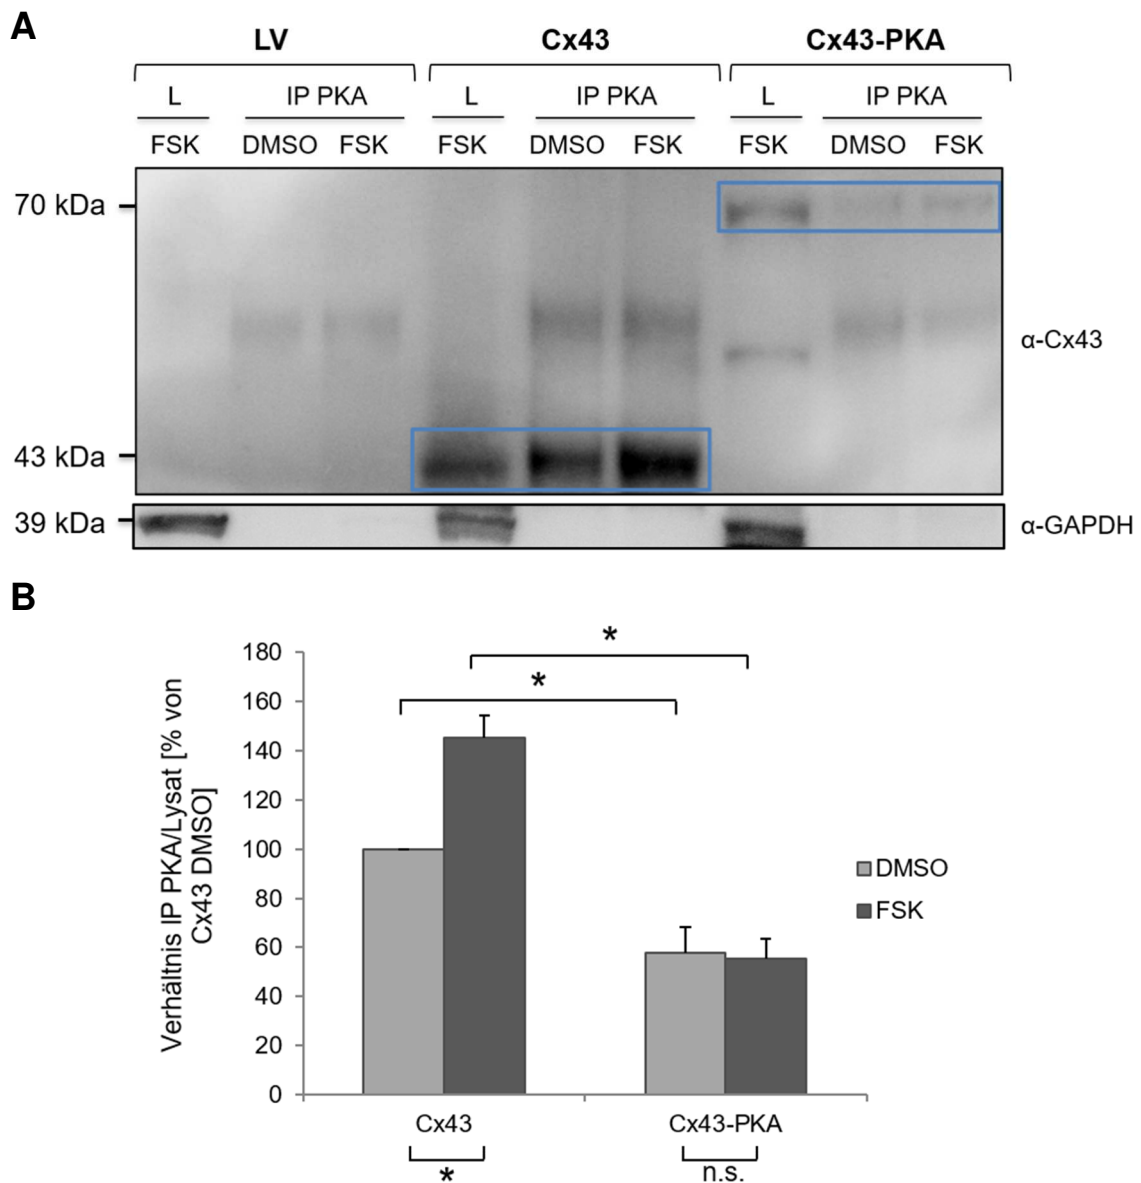 A
LV Cx43 Cx43-PKA
L IP PKA L IP PKA L IP PKA
FSK DMSO FSK FSK DMSO FSK FSK DMSO FSK
70 kDa
α-Cx43
43 kDa
39 kDa α-GAPDH
B
Verhältnis IP PKA/Lysat [% von
Cx43 DMSO]
180
160
140
120
100
80
60
40
20
0
*
*
DMSO
FSK
Cx43 Cx43-PKA
* n.s.